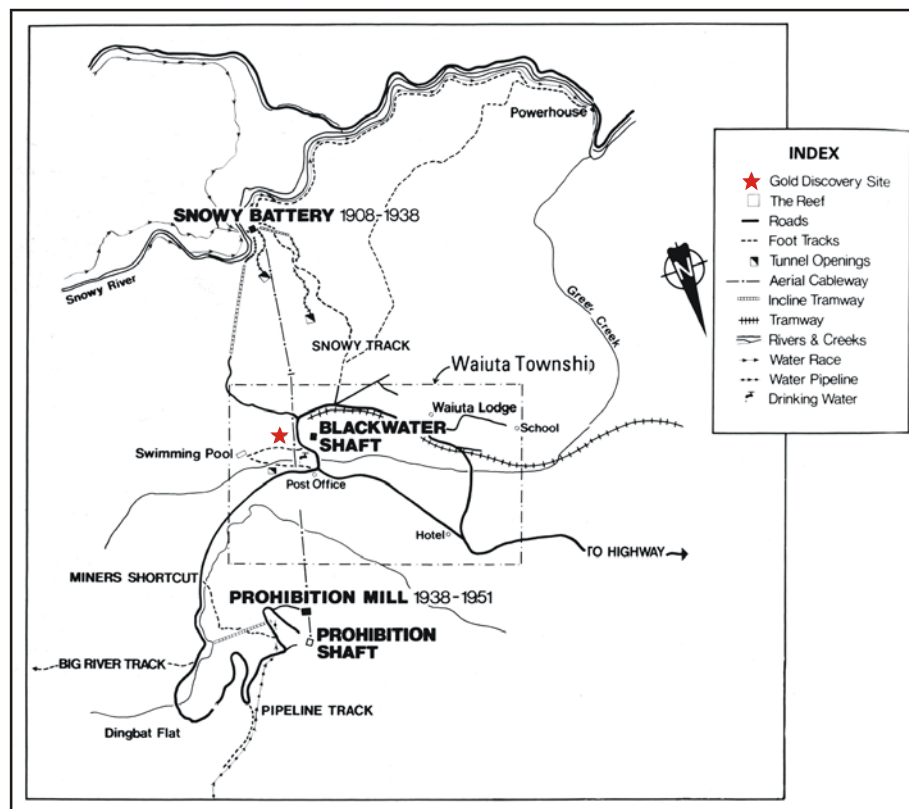 Powerhouse
SNOWY BATTERY 1908-1938
Snowy River
Greer Creek
SNOWY TRACK
Waiuta Township
Waiuta Lodge
School
BLACKWATER
SHAFT
Swimming Pool
Post Office
Hotel
TO HIGHWAY
MINERS SHORTCUT
PROHIBITION MILL 1938-1951
PROHIBITION
SHAFT
BIG RIVER TRACK
PIPELINE TRACK
Dingbat Flat
N
INDEX
Gold Discovery Site
The Reef
Roads
Foot Tracks
Tunnel Openings
Aerial Cableway
Incline Tramway
Tramway
Rivers & Creeks
Water Race
Water Pipeline
Drinking Water